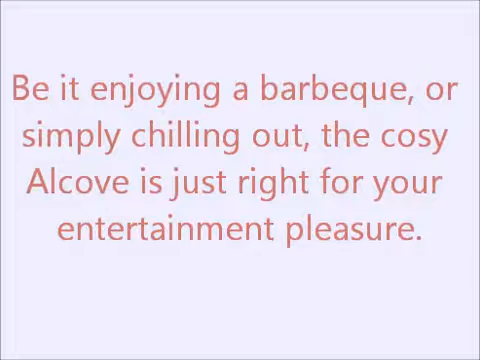 Be it enjoying a barbeque, or
simply chilling out, the cosy
Alcove is just right for your
entertainment pleasure.